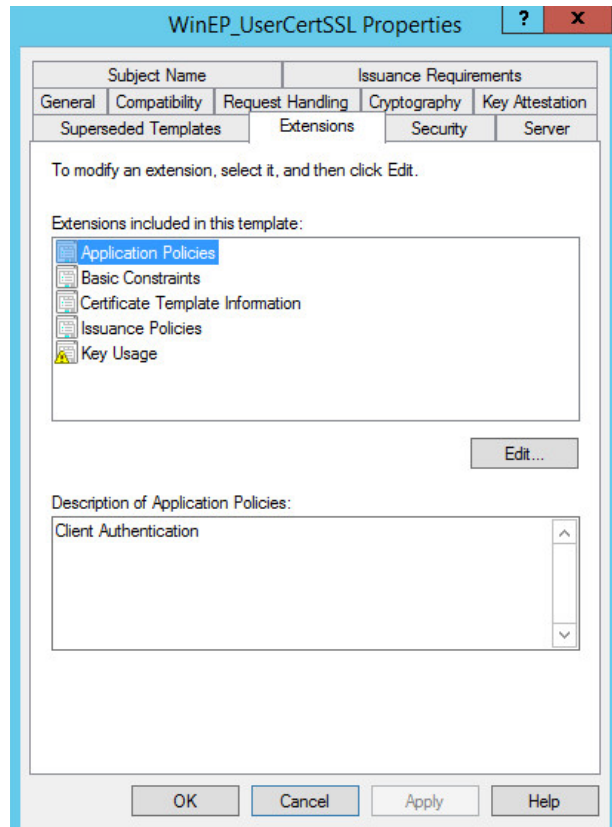 WinEP_UserCertSSL Properties
? x
Subject Name Issuance Requirements
General Compatibility Request Handling Cryptography Key Attestation
Superseded Templates Extensions Security Server
To modify an extension, select it, and then click Edit.
Extensions included in this template:
Application Policies
Basic Constraints
Certificate Template Information
Issuance Policies
Key Usage
Edit...
Description of Application Policies:
Client Authentication
OK Cancel Apply Help